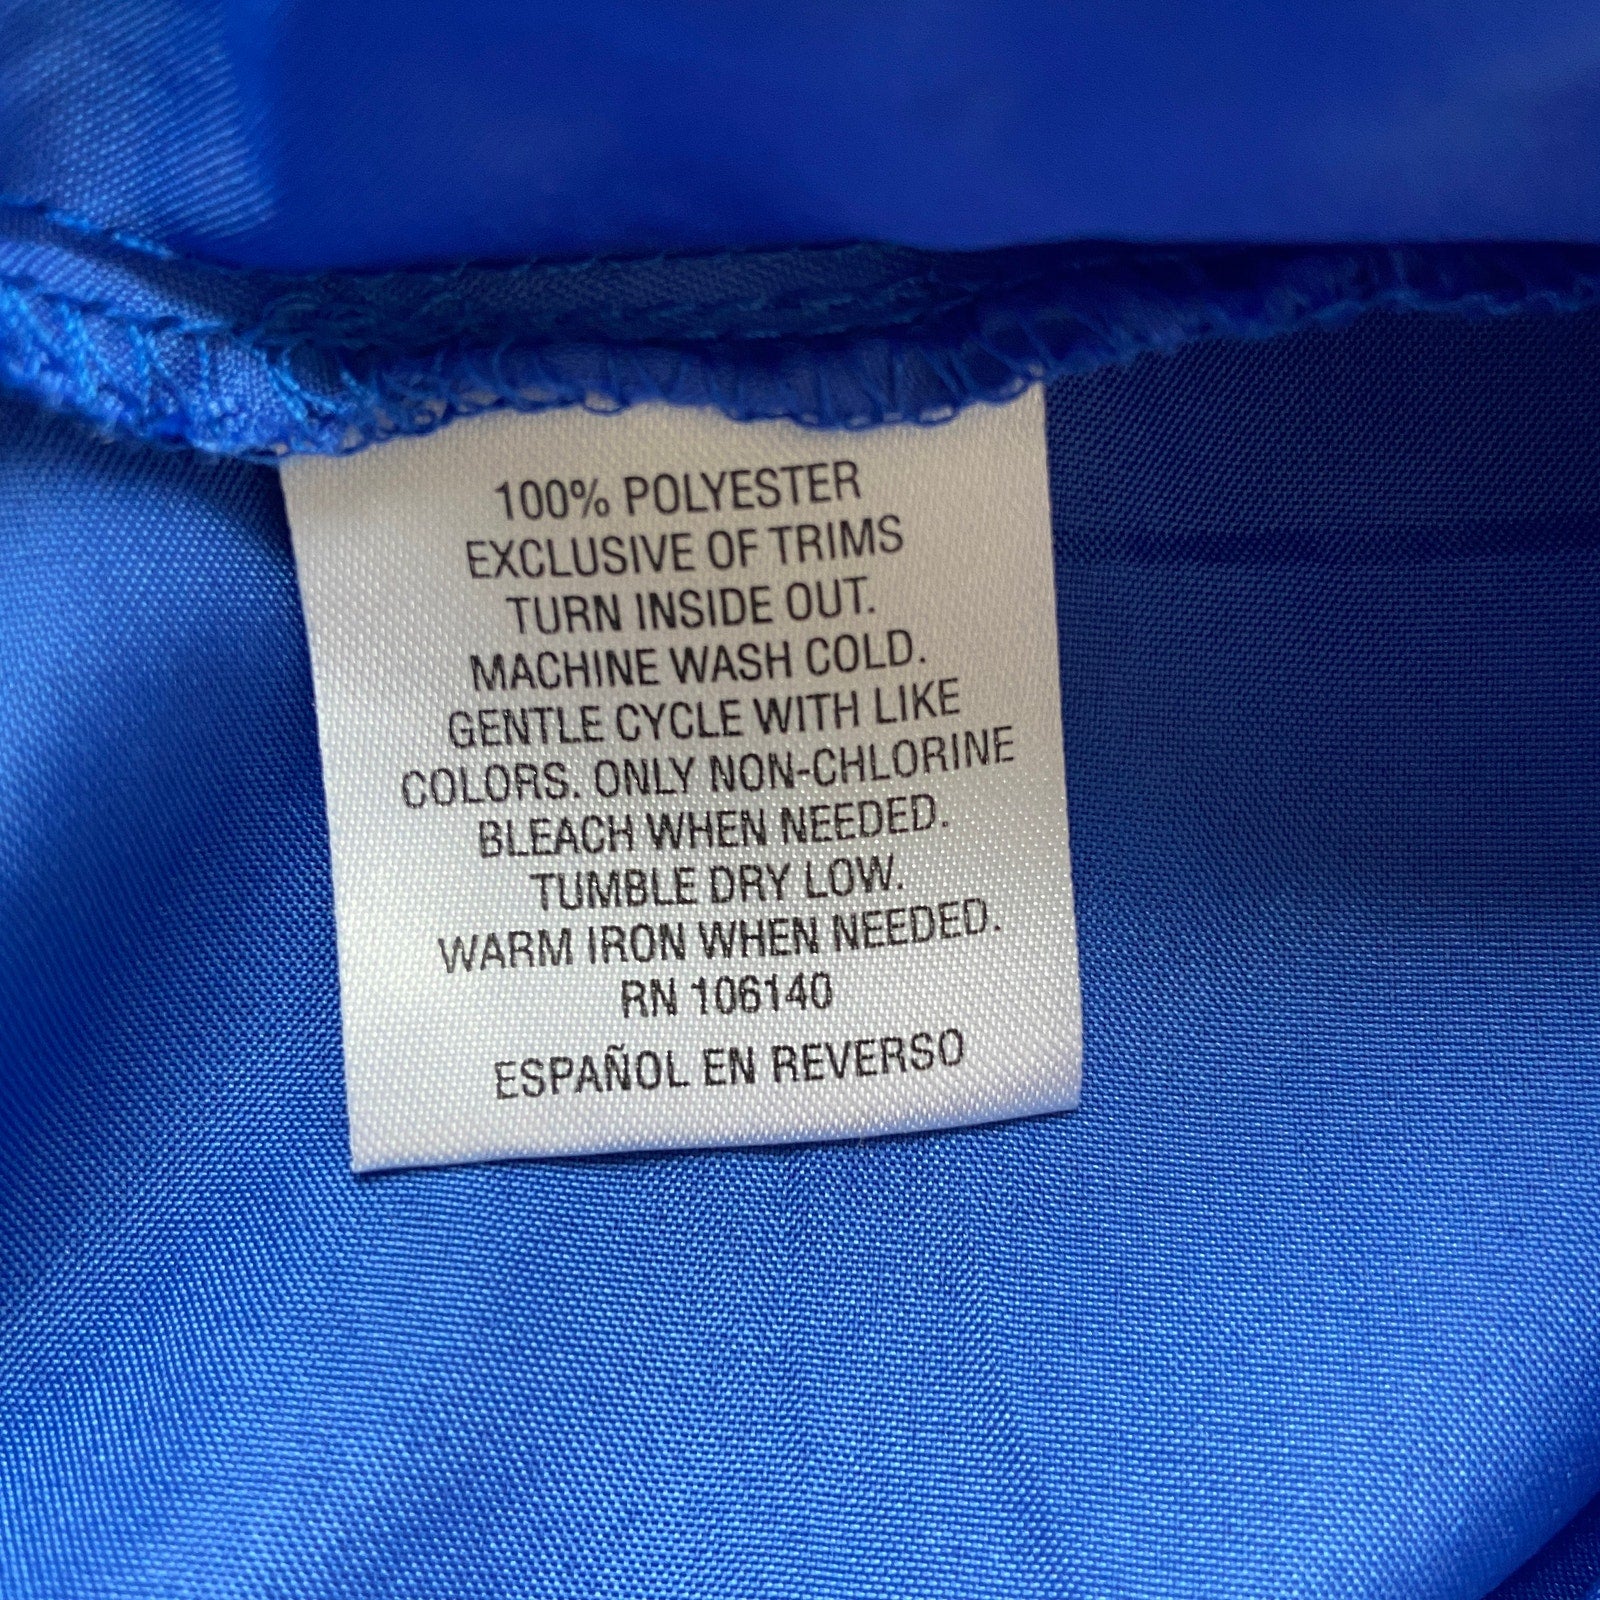 100% POLYESTER
EXCLUSIVE OF TRIMS
TURN INSIDE OUT.
MACHINE WASH COLD.
GENTLE CYCLE WITH LIKE
COLORS. ONLY NON-CHLORINE
BLEACH WHEN NEEDED.
TUMBLE DRY LOW.
WARM IRON WHEN NEEDED.
RN 106140
ESPAÑOL EN REVERSO